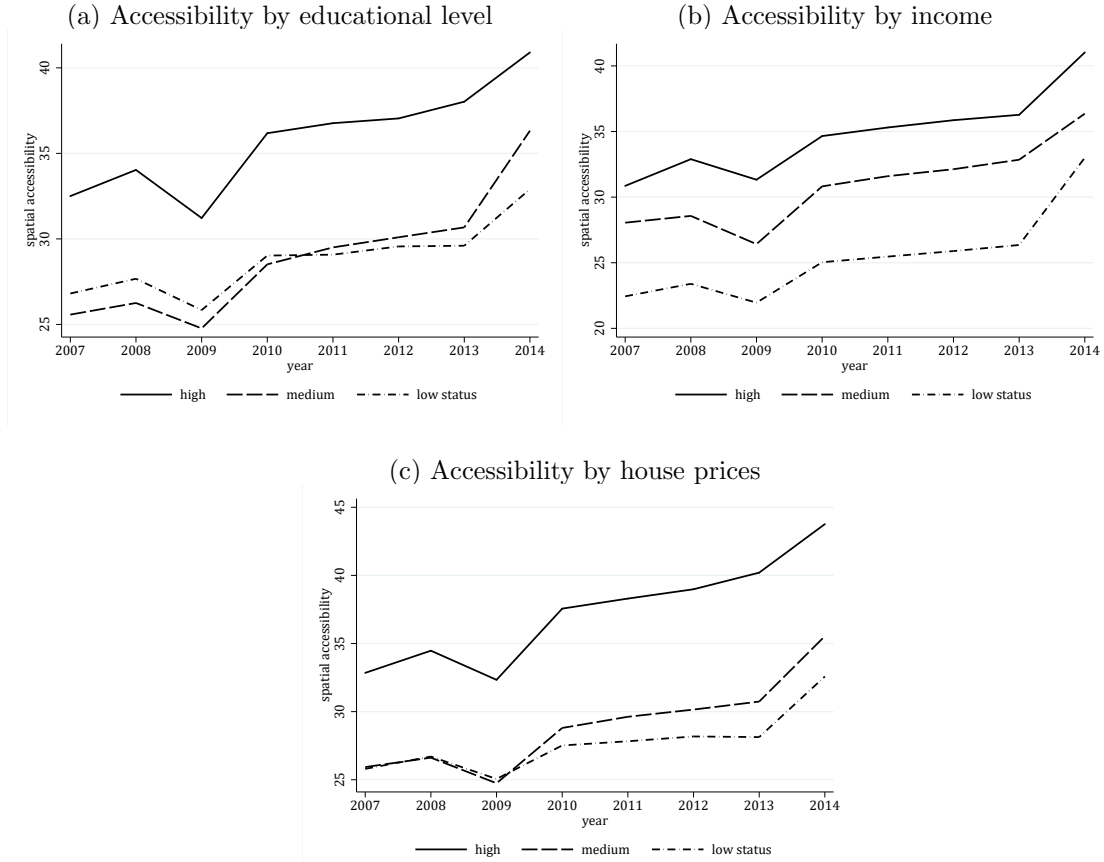 (a) Accessibility by educational level
spatial accessibility
40
35
30
25
2007 2008 2009 2010 2011 2012 2013 2014
year
high medium low status
(b) Accessibility by income
spatial accessibility
40
35
30
25
20
2007 2008 2009 2010 2011 2012 2013 2014
year
high medium low status
(c) Accessibility by house prices
spatial accessibility
45
40
35
30
25
2007 2008 2009 2010 2011 2012 2013 2014
year
high medium low status